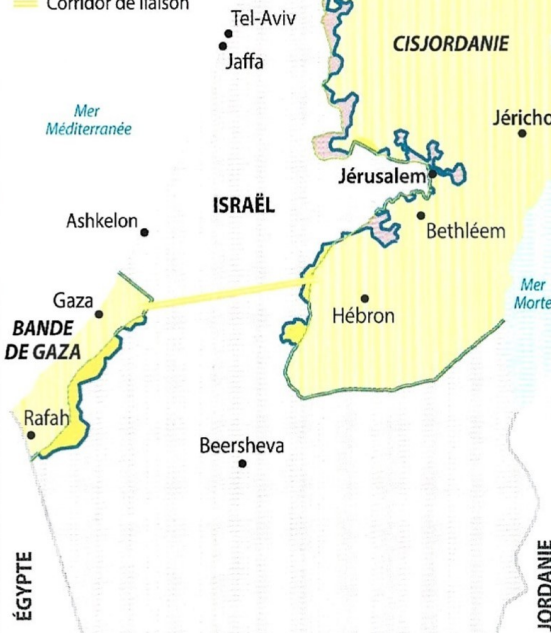 Corridor de liaison
Tel-Aviv
Jaffa
CISJORDANIE
Mer
Méditerranée
Jéricho
Jérusalem
ISRAËL
Ashkelon
Bethléem
Mer
Morte
Gaza
Hébron
BANDE
DE GAZA
Rafah
Beersheva
ÉGYPTE
JORDANIE